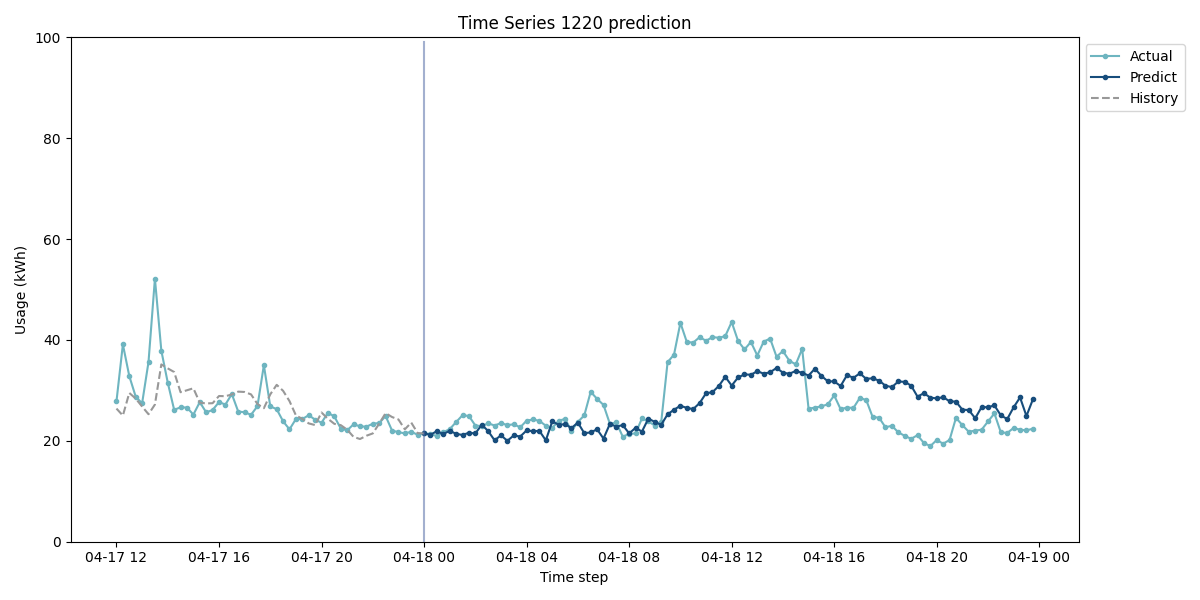 Time Series 1220 prediction
Usage (kWh)
100
80
60
40
20
0
04-17 12
04-17 16
04-17 20
04-18 00
04-18 04
04-18 08
04-18 12
04-18 16
04-18 20
04-19 00
Time step
Actual
Predict
History